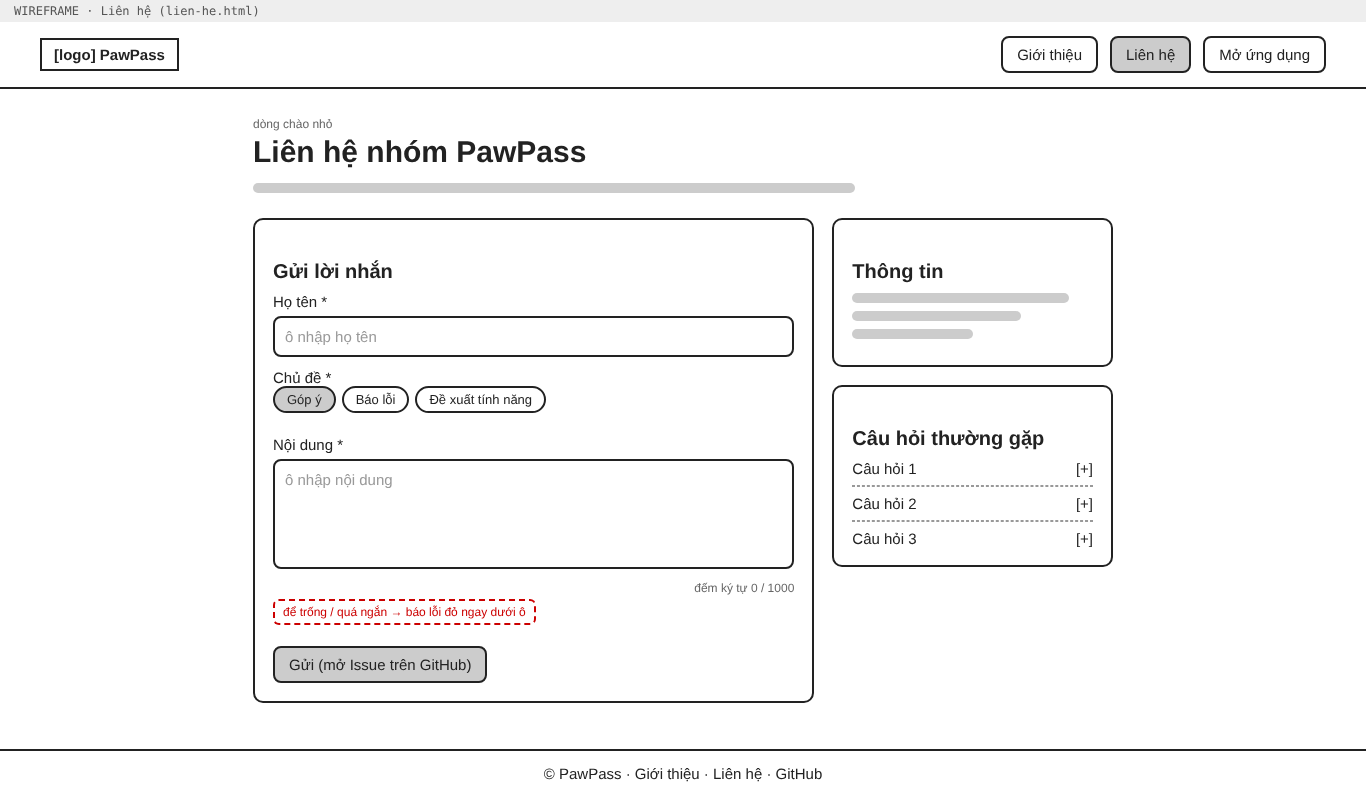 WIREFRAME · Liên hệ (lien-he.html)
[logo] PawPass
Giới thiệu
Liên hệ
Mở ứng dụng
dòng chào nhỏ
Liên hệ nhóm PawPass
Gửi lời nhắn
Họ tên *
ô nhập họ tên
Chủ đề *
Góp ý
Báo lỗi
Đề xuất tính năng
Nội dung *
ô nhập nội dung
đếm ký tự 0 / 1000
để trống / quá ngắn → báo lỗi đỏ ngay dưới ô
Gửi (mở Issue trên GitHub)
Thông tin
Câu hỏi thường gặp
Câu hỏi 1 [+]
Câu hỏi 2 [+]
Câu hỏi 3 [+]
© PawPass · Giới thiệu · Liên hệ · GitHub